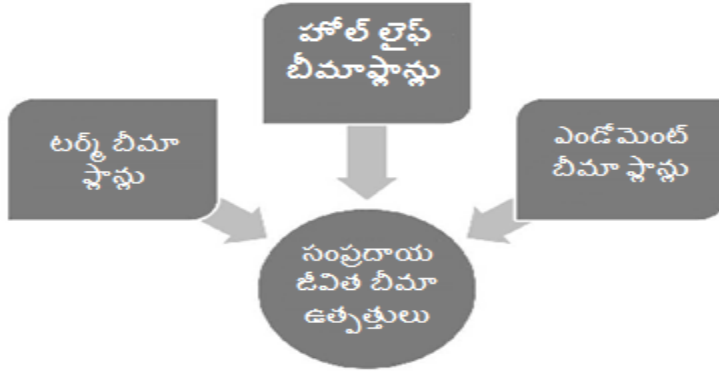 హోల్ లైఫ్
బీమాప్లాన్లు
టర్మ్ బీమా
ప్లాన్లు
ఎండోమెంట్
బీమా ప్లాన్లు
సంప్రదాయ
జీవిత బీమా
ఉత్పత్తులు